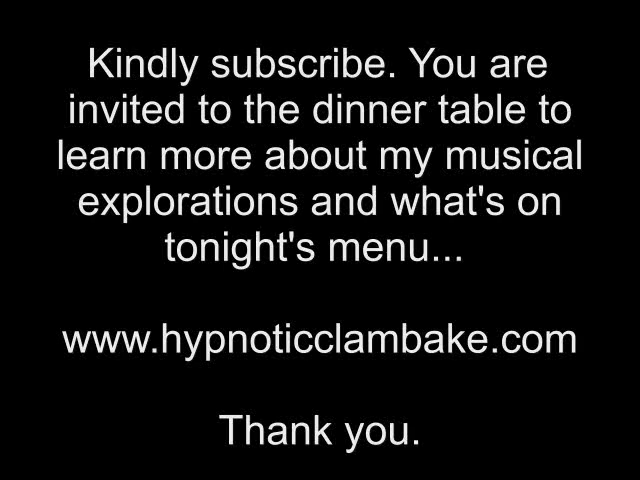 Kindly subscribe. You are
invited to the dinner table to
learn more about my musical
explorations and what's on
tonight's menu...
www.hypnoticclambake.com
Thank you.